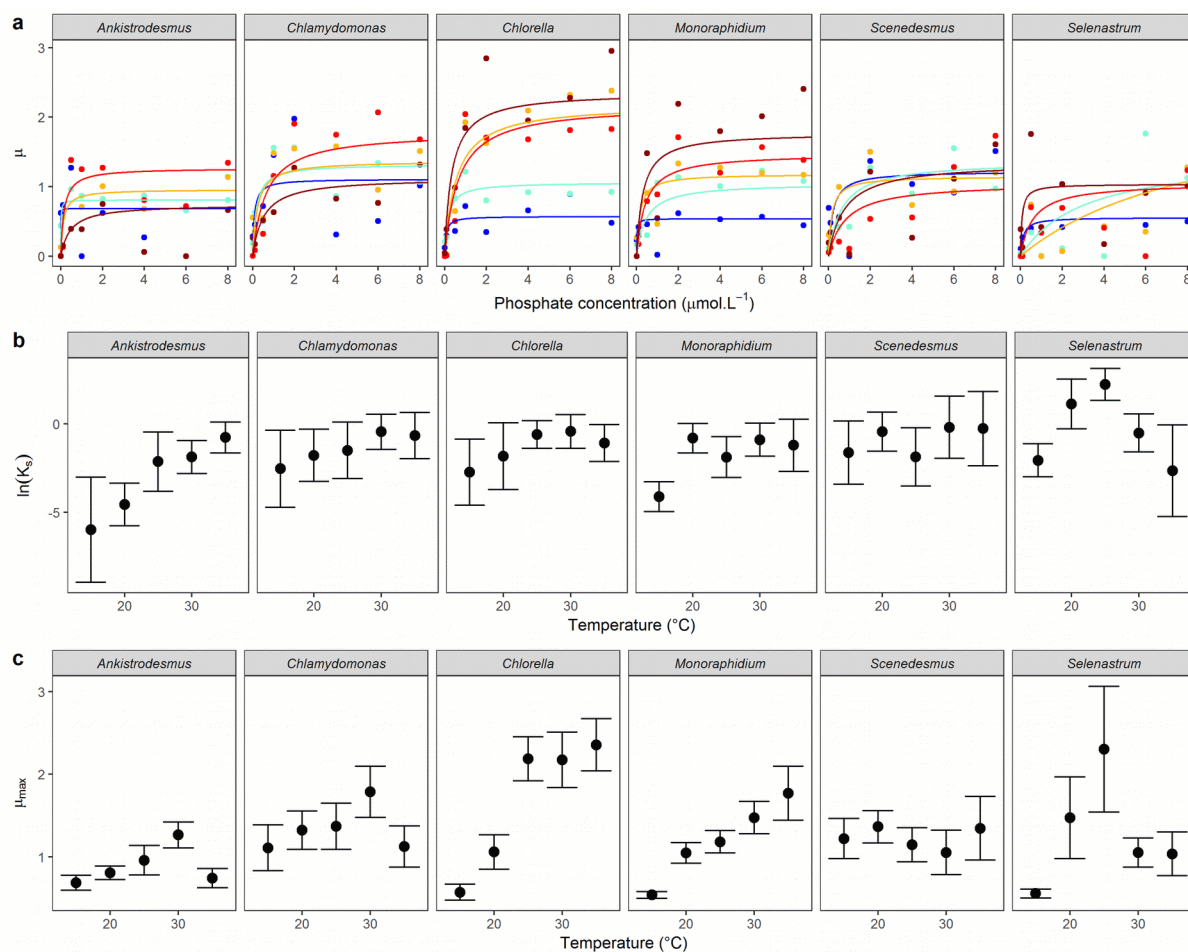 a
Ankistrodesmus Chlamydomonas Chlorella Monoraphidium Scenedesmus Selenastrum
3
2
1
0
μ
0 2 4 6 8 0 2 4 6 8 0 2 4 6 8 0 2 4 6 8 0 2 4 6 8 0 2 4 6 8
Phosphate concentration (μmol.L⁻¹)
b
Ankistrodesmus Chlamydomonas Chlorella Monoraphidium Scenedesmus Selenastrum
0
-5
ln(Kₛ)
20 30 20 30 20 30 20 30 20 30 20 30
Temperature (°C)
c
Ankistrodesmus Chlamydomonas Chlorella Monoraphidium Scenedesmus Selenastrum
3
2
1
μmax
20 30 20 30 20 30 20 30 20 30 20 30
Temperature (°C)